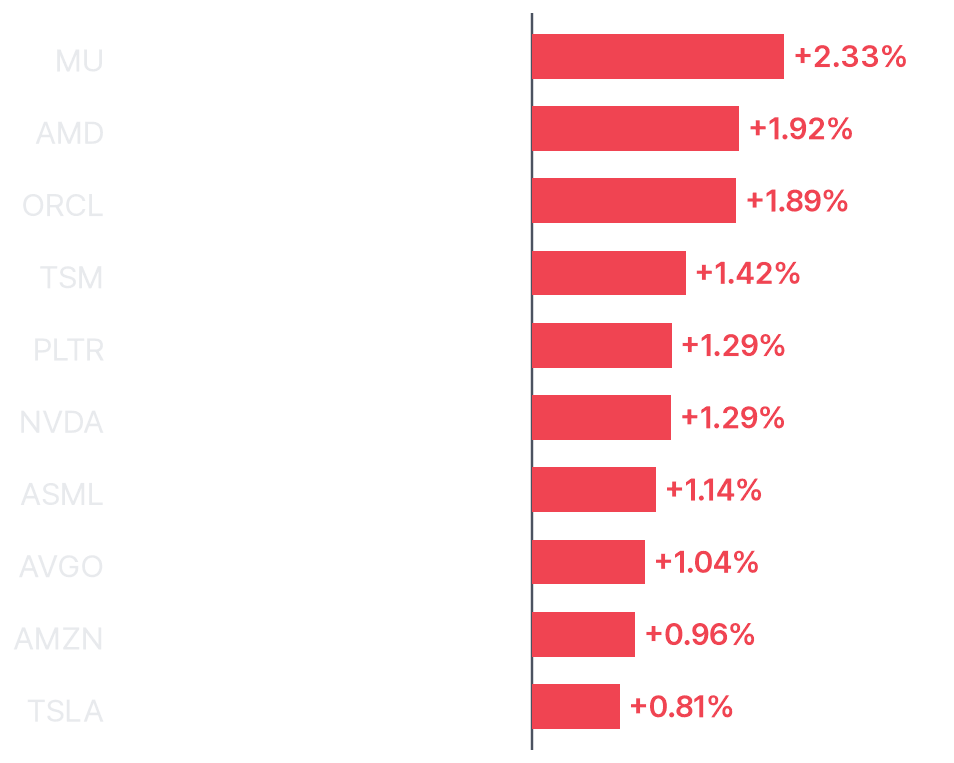 MU +2.33%
AMD +1.92%
ORCL +1.89%
TSM +1.42%
PLTR +1.29%
NVDA +1.29%
ASML +1.14%
AVGO +1.04%
AMZN +0.96%
TSLA +0.81%